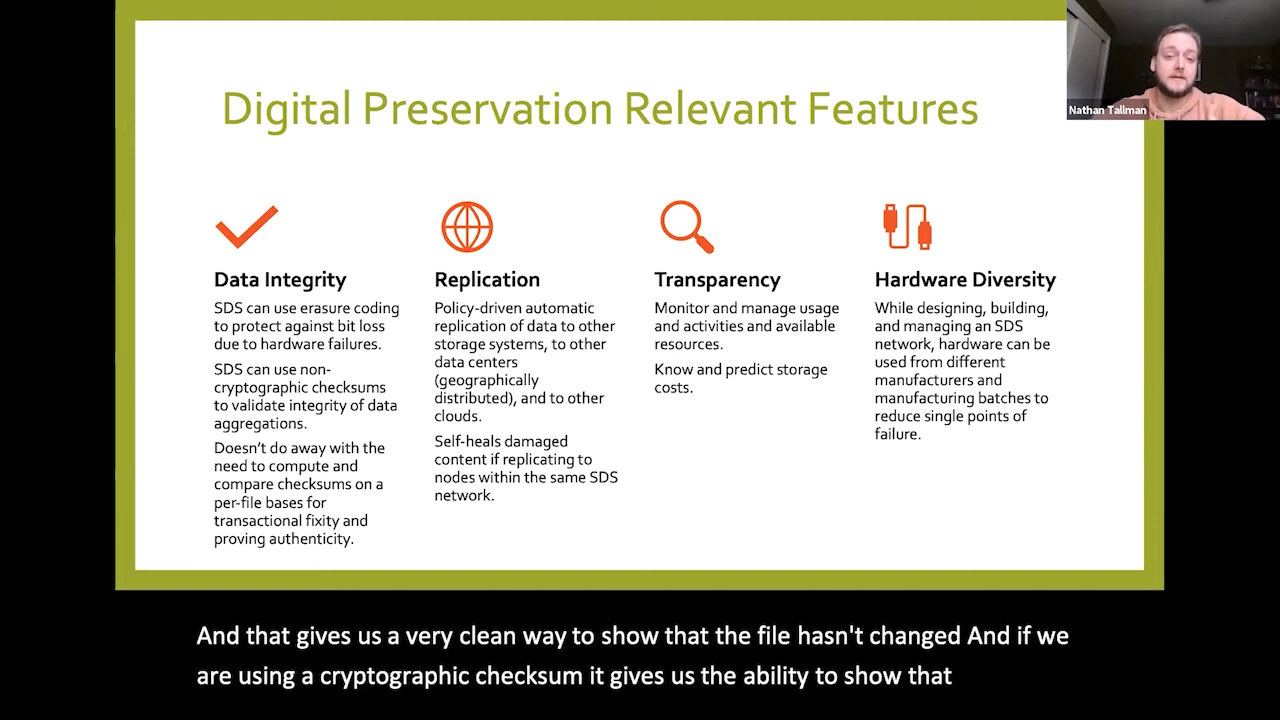 Digital Preservation Relevant Features
Nathan Tallman
Data Integrity
SDS can use erasure coding
to protect against bit loss
due to hardware failures.
SDS can use non-
cryptographic checksums
to validate integrity of data
aggregations.
Doesn't do away with the
need to compute and
compare checksums on a
per-file bases for
transactional fixity and
proving authenticity.
Replication
Policy-driven automatic
replication of data to other
storage systems, to other
data centers
(geographically
distributed), and to other
clouds.
Self-heals damaged
content if replicating to
nodes within the same SDS
network.
Transparency
Monitor and manage usage
and activities and available
resources.
Know and predict storage
costs.
Hardware Diversity
While designing, building,
and managing an SDS
network, hardware can be
used from different
manufacturers and
manufacturing batches to
reduce single points of
failure.
And that gives us a very clean way to show that the file hasn't changed And if we
are using a cryptographic checksum it gives us the ability to show that